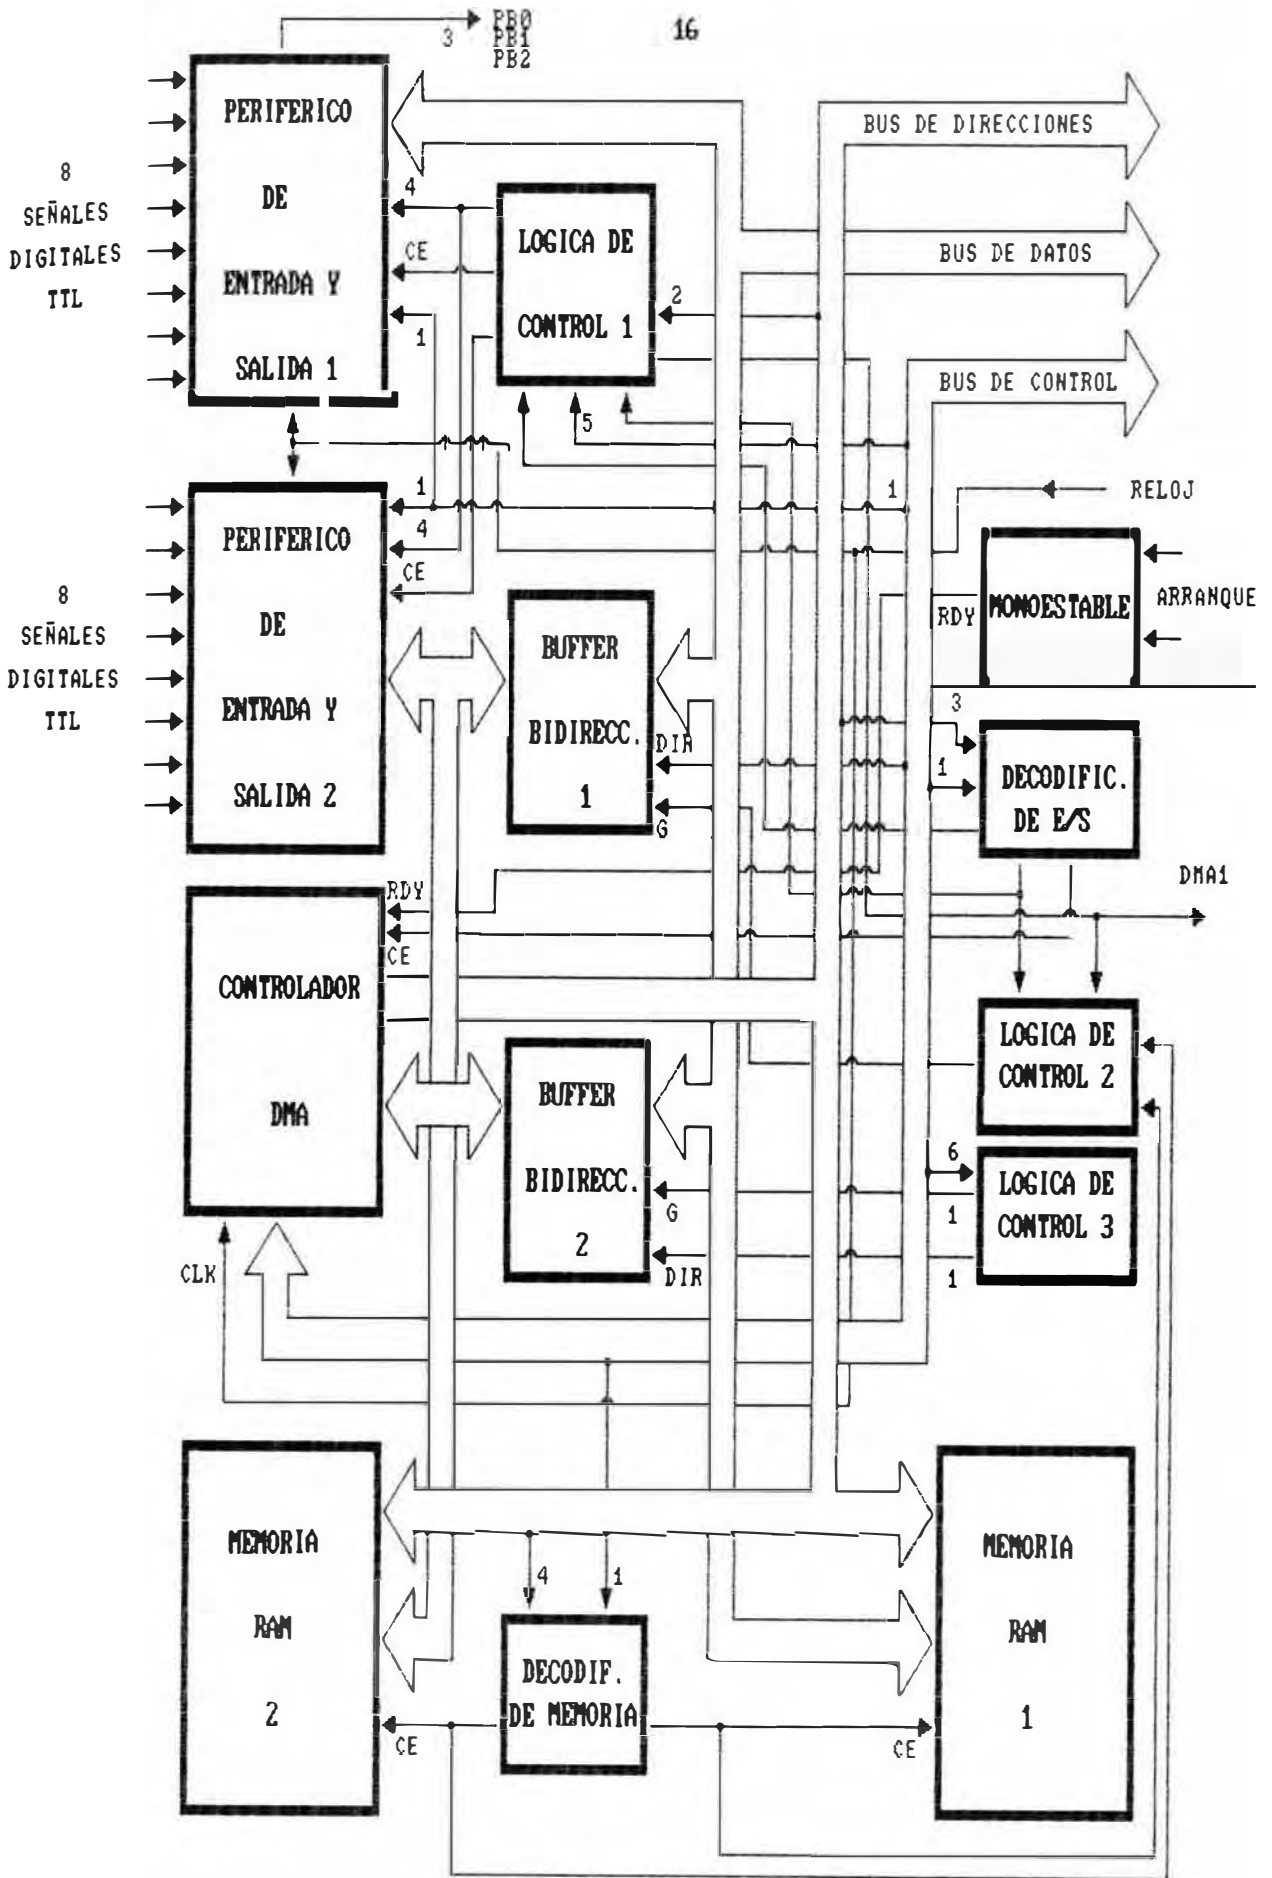 PB0
16
3
PB1
PB2
PERIFERICO
DE
ENTRADA Y
SALIDA 1
8
SEÑALES
DIGITALES
TTL
4
CE
1
LOGICA DE
CONTROL 1
2
5
BUS DE DIRECCIONES
BUS DE DATOS
BUS DE CONTROL
1
RELOJ
PERIFERICO
DE
ENTRADA Y
SALIDA 2
8
SEÑALES
DIGITALES
TTL
1
4
CE
BUFFER
BIDIRECC.
1
DIR
G
RDY
MONOESTABLE
ARRANQUE
3
1
DECODIFIC.
DE E/S
DMA1
RDY
CE
CONTROLADOR
DMA
CLK
BUFFER
BIDIRECC.
2
G
DIR
LOGICA DE
CONTROL 2
6
1
LOGICA DE
CONTROL 3
1
MEMORIA
RAM
2
CE
4
1
DECODIF.
DE MEMORIA
CE
MEMORIA
RAM
1